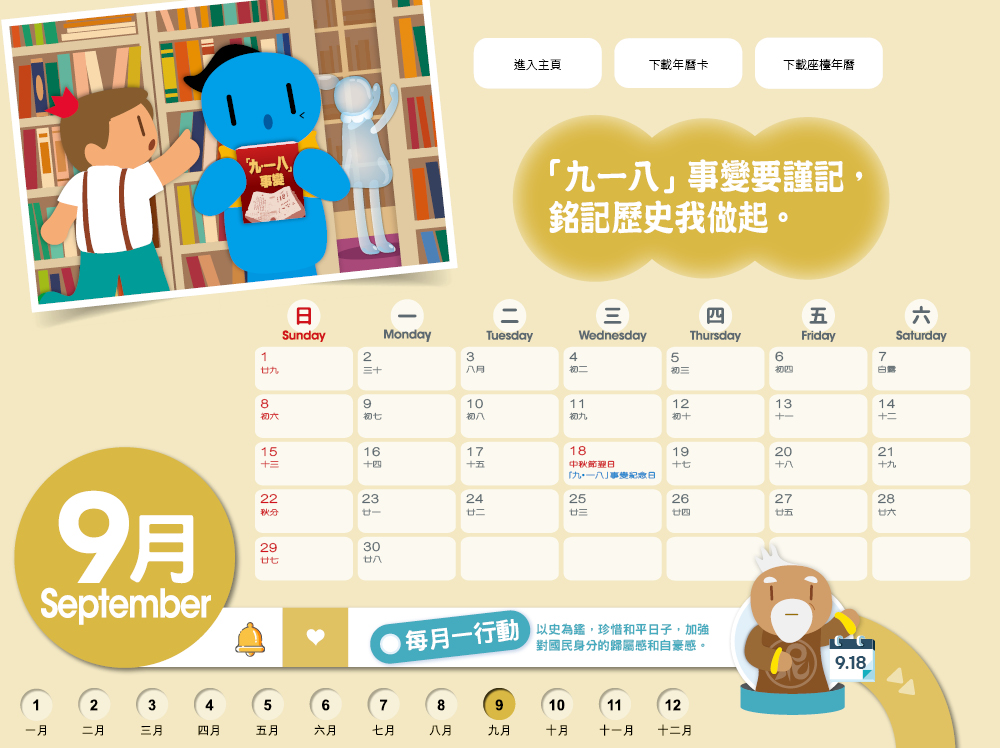 進入主頁
下載年曆卡
下載座檯年曆
「九一八」
事變
「九一八」事變要謹記，
銘記歷史我做起。
日 一 二 三 四 五 六
Sunday Monday Tuesday Wednesday Thursday Friday Saturday
1 2 3 4 5 6 7
廿九 三十 八月 初二 初三 初四 白露
8 9 10 11 12 13 14
初六 初七 初八 初九 初十 十一 十二
15 16 17 18 19 20 21
十三 十四 十五 中秋節翌日 十七 十八 十九
「九‧一八」事變紀念日
22 23 24 25 26 27 28
秋分 廿一 廿二 廿三 廿四 廿五 廿六
29 30
廿七 廿八
9月
September
每月一行動
以史為鑑，珍惜和平日子，加強
對國民身分的歸屬感和自豪感。
9.18
1 2 3 4 5 6 7 8 9 10 11 12
一月 二月 三月 四月 五月 六月 七月 八月 九月 十月 十一月 十二月